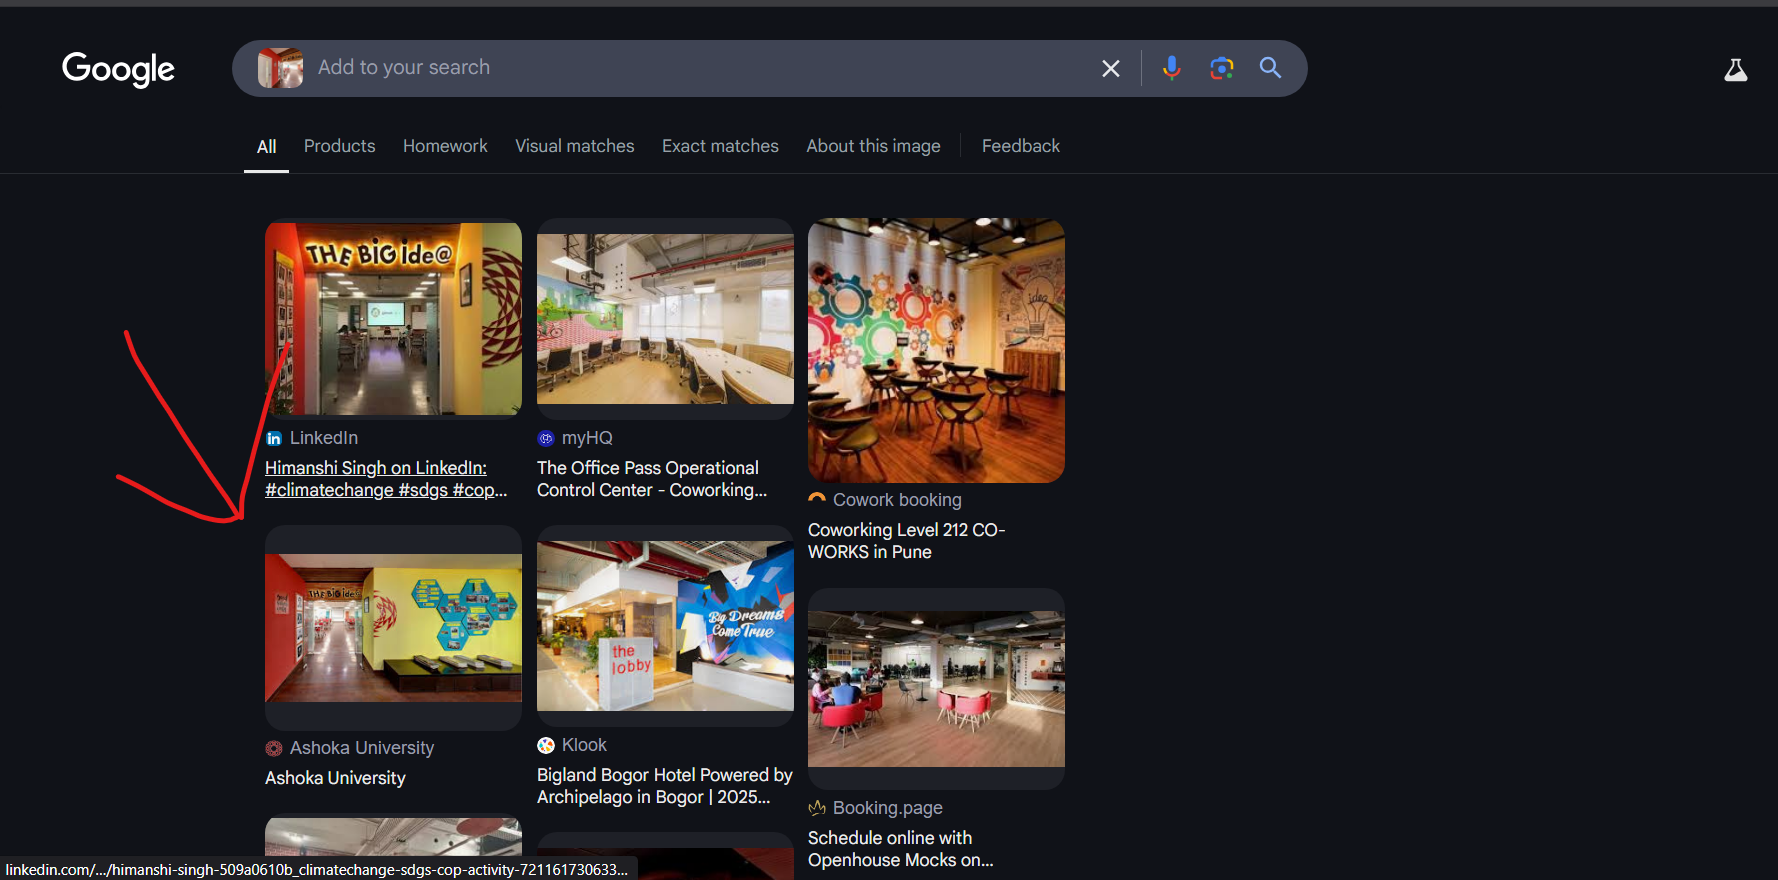 Google
Add to your search
All
Products
Homework
Visual matches
Exact matches
About this image
Feedback
THE BiG ide@
LinkedIn
Himanshi Singh on LinkedIn:
#climatechange #sdgs #cop...
myHQ
The Office Pass Operational
Control Center - Coworking...
idea
Cowork booking
Coworking Level 212 CO-
WORKS in Pune
THE BiG ide@
Ashoka University
Ashoka University
Big Dreams
Come True
the
lobby
Klook
Bigland Bogor Hotel Powered by
Archipelago in Bogor | 2025...
Booking.page
Schedule online with
Openhouse Mocks on...
linkedin.com/.../himanshi-singh-509a0610b_climatechange-sdgs-cop-activity-721161730633...